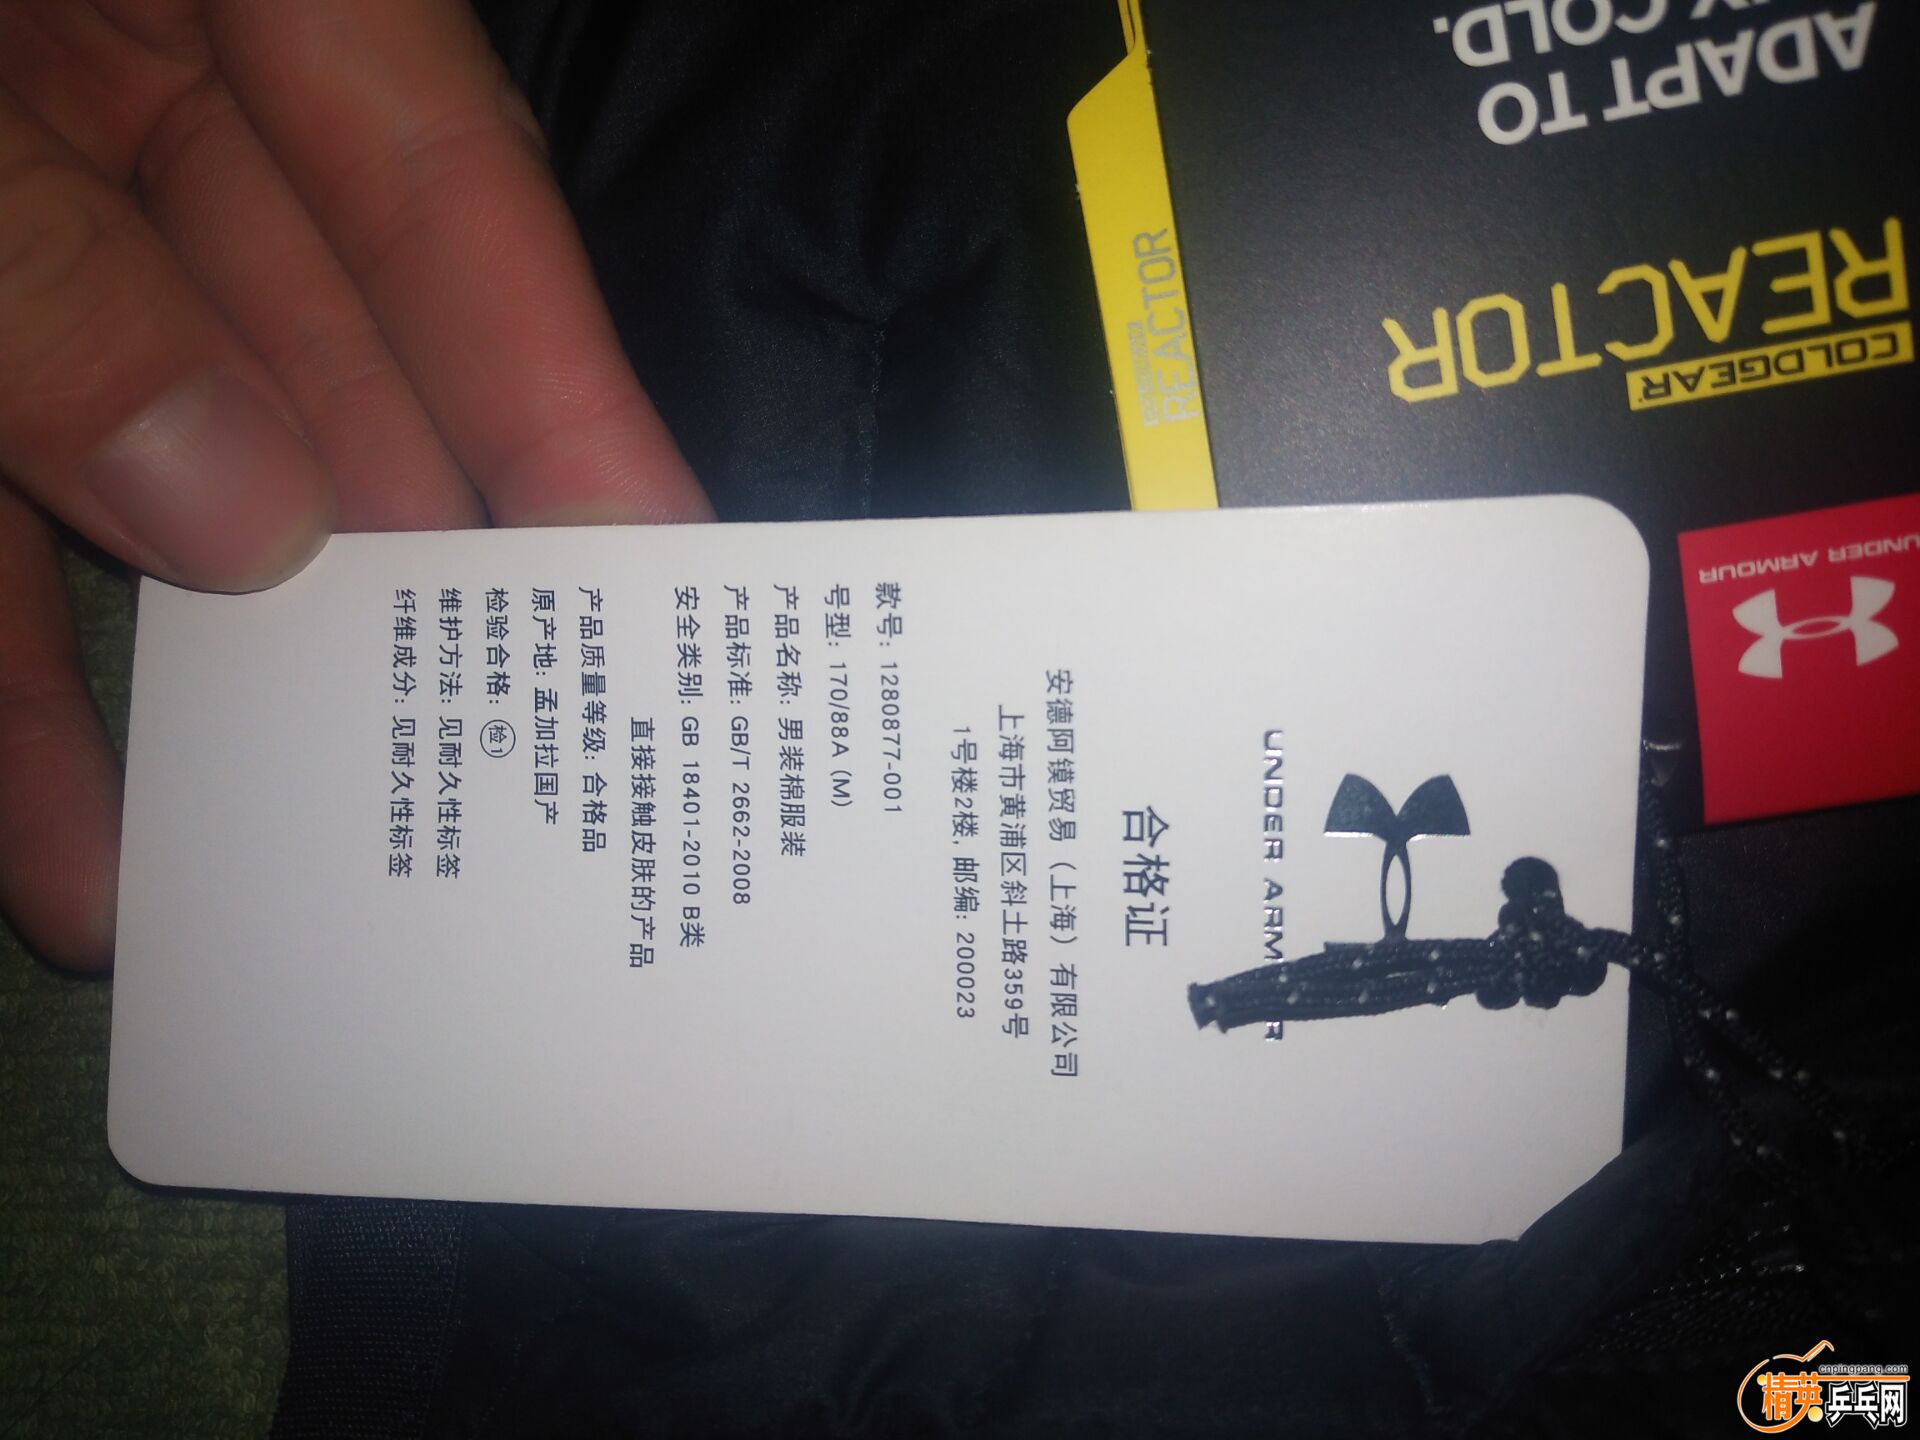 UNDER ARM R
合格证
安德阿镆贸易（上海）有限公司
上海市黄浦区斜土路359号
1号楼2楼, 邮编: 200023
款号: 1280877-001
号型: 170/88A (M)
产品名称: 男装棉服装
产品标准: GB/T 2662-2008
安全类别: GB 18401-2010 B类
直接接触皮肤的产品
产品质量等级: 合格品
原产地: 孟加拉国产
检验合格: 检1
维护方法: 见耐久性标签
纤维成分: 见耐久性标签
UNDER ARMOUR
COLDGEAR
REACTOR
ADAPT TO
COLD.
REACTOR
cnpingpang.com
精英乒乓网